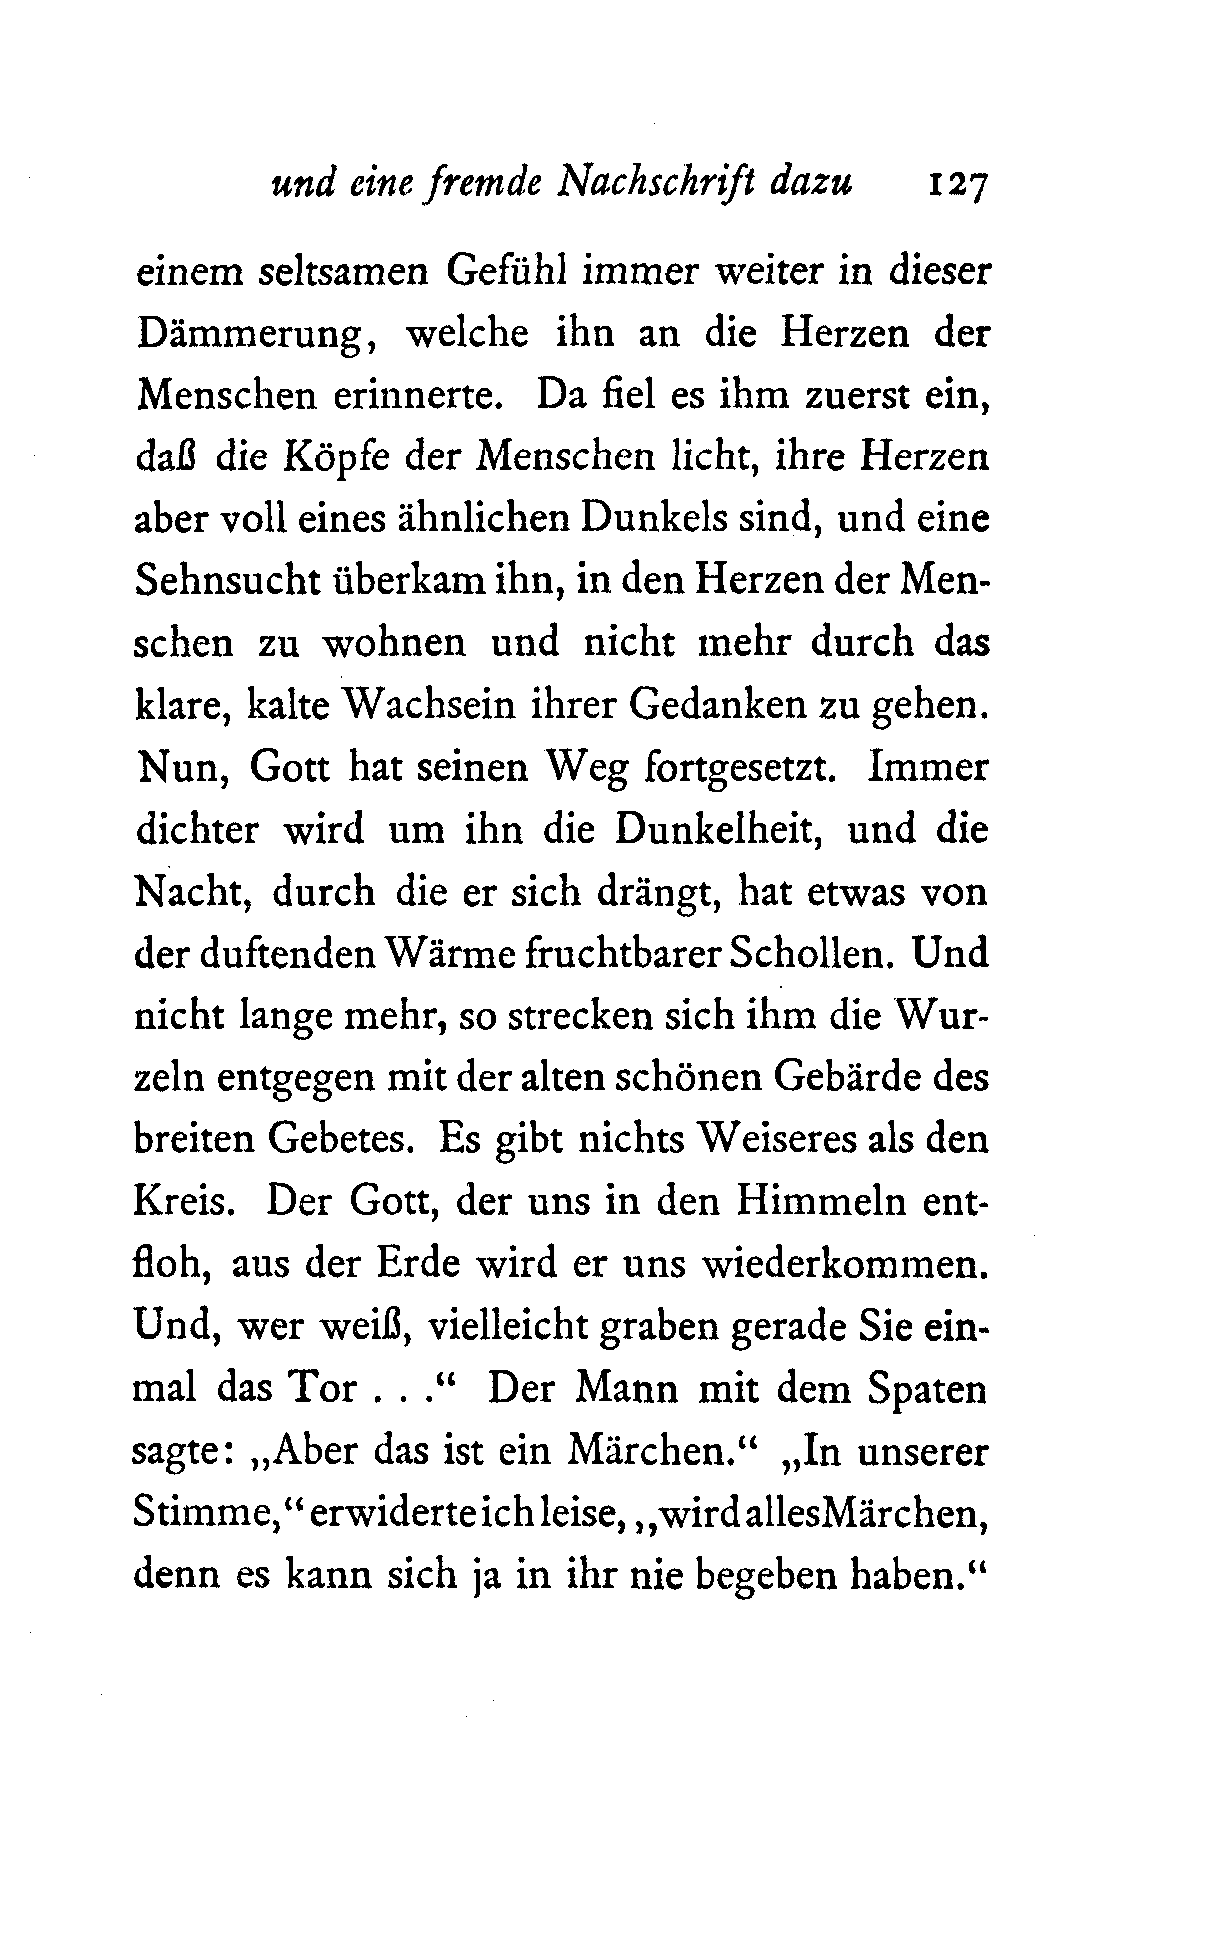 und eine fremde Nachschrift dazu 127
einem seltsamen Gefühl immer weiter in dieser
Dämmerung, welche ihn an die Herzen der
Menschen erinnerte. Da fiel es ihm zuerst ein,
daß die Köpfe der Menschen licht, ihre Herzen
aber voll eines ähnlichen Dunkels sind, und eine
Sehnsucht überkam ihn, in den Herzen der Men-
schen zu wohnen und nicht mehr durch das
klare, kalte Wachsein ihrer Gedanken zu gehen.
Nun, Gott hat seinen Weg fortgesetzt. Immer
dichter wird um ihn die Dunkelheit, und die
Nacht, durch die er sich drängt, hat etwas von
der duftenden Wärme fruchtbarer Schollen. Und
nicht lange mehr, so strecken sich ihm die Wur-
zeln entgegen mit der alten schönen Gebärde des
breiten Gebetes. Es gibt nichts Weiseres als den
Kreis. Der Gott, der uns in den Himmeln ent-
floh, aus der Erde wird er uns wiederkommen.
Und, wer weiß, vielleicht graben gerade Sie ein-
mal das Tor . . .“ Der Mann mit dem Spaten
sagte: „Aber das ist ein Märchen.“ „In unserer
Stimme,“ erwiderte ich leise, „wird alles Märchen,
denn es kann sich ja in ihr nie begeben haben.“